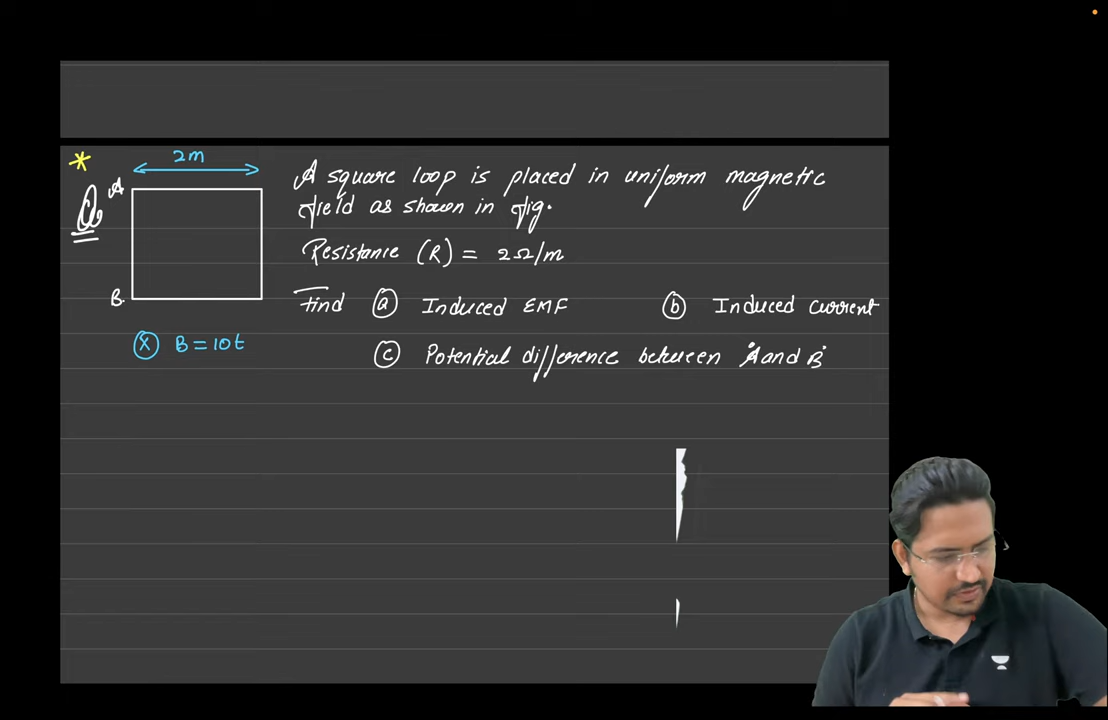 * 2m
Q A A square loop is placed in uniform magnetic
field as shown in fig.
Resistance (R) = 2Ω/m
B. Find (a) Induced EMF (b) Induced current
(x) B = 10t
(c) Potential difference between A and B